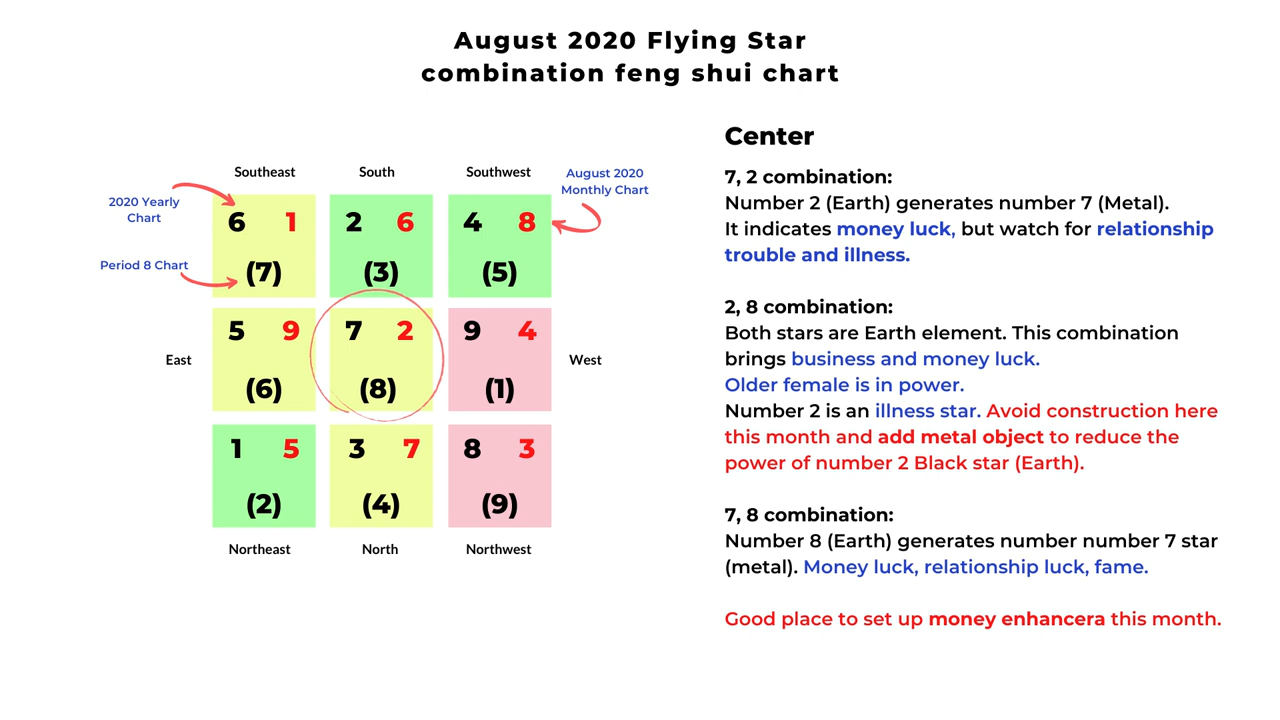 August 2020 Flying Star
combination feng shui chart
Southeast South Southwest
2020 Yearly
Chart
Period 8 Chart
August 2020
Monthly Chart
6 1 2 6 4 8
(7) (3) (5)
East
5 9 7 2 9 4
(6) (8) (1)
West
1 5 3 7 8 3
(2) (4) (9)
Northeast North Northwest
Center
7, 2 combination:
Number 2 (Earth) generates number 7 (Metal).
It indicates money luck, but watch for relationship
trouble and illness.
2, 8 combination:
Both stars are Earth element. This combination
brings business and money luck.
Older female is in power.
Number 2 is an illness star. Avoid construction here
this month and add metal object to reduce the
power of number 2 Black star (Earth).
7, 8 combination:
Number 8 (Earth) generates number number 7 star
(metal). Money luck, relationship luck, fame.
Good place to set up money enhancera this month.